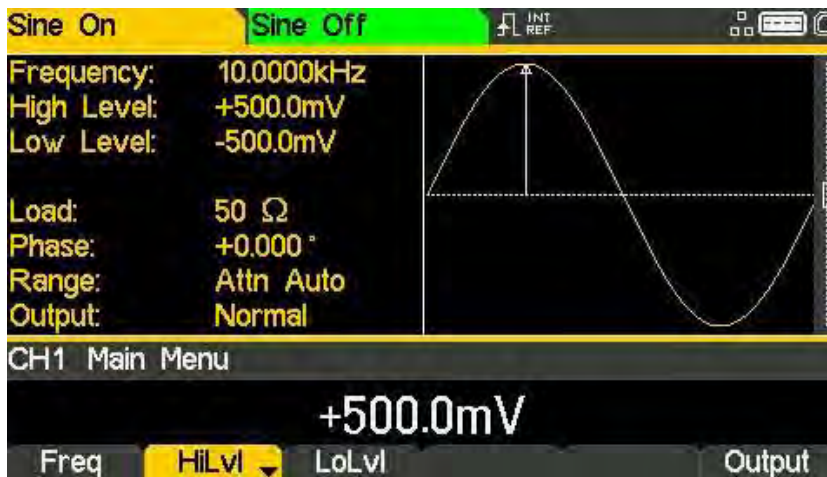 Sine On Sine Off INT
REF
Frequency: 10.0000kHz
High Level: +500.0mV
Low Level: -500.0mV
Load: 50 Ω
Phase: +0.000 °
Range: Attn Auto
Output: Normal
CH1 Main Menu
+500.0mV
Freq HiLvl LoLvl Output